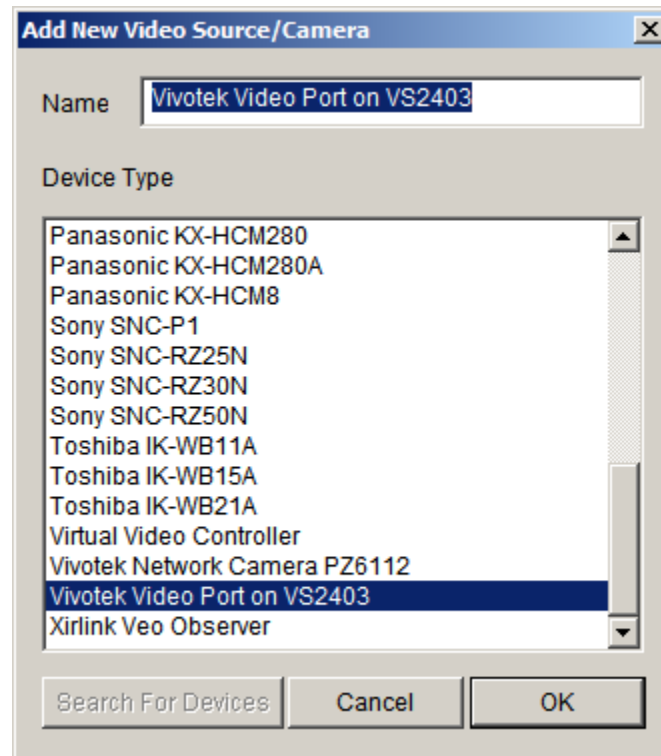 Add New Video Source/Camera
Name Vivotek Video Port on VS2403
Device Type
Panasonic KX-HCM280
Panasonic KX-HCM280A
Panasonic KX-HCM8
Sony SNC-P1
Sony SNC-RZ25N
Sony SNC-RZ30N
Sony SNC-RZ50N
Toshiba IK-WB11A
Toshiba IK-WB15A
Toshiba IK-WB21A
Virtual Video Controller
Vivotek Network Camera PZ6112
Vivotek Video Port on VS2403
Xirlink Veo Observer
Search For Devices Cancel OK